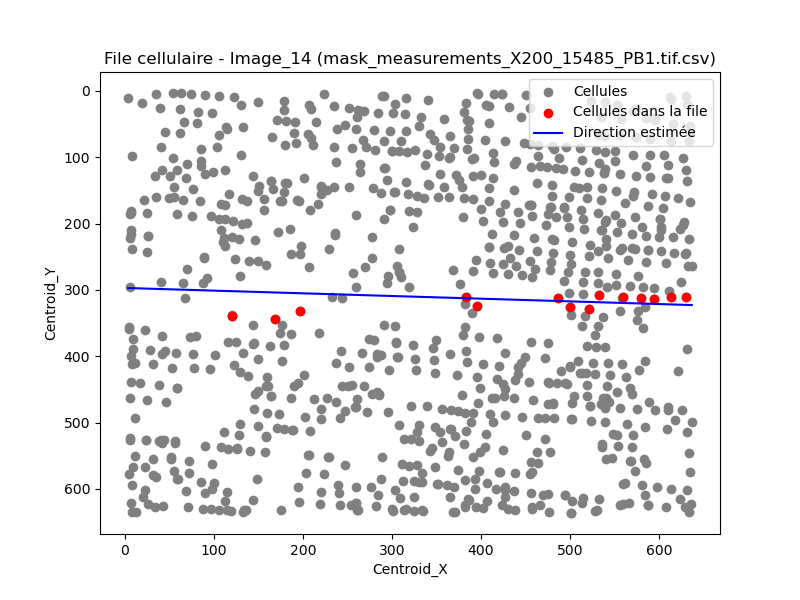 File cellulaire - Image_14 (mask_measurements_X200_15485_PB1.tif.csv)
Cellules
Cellules dans la file
Direction estimée
0
100
200
300
400
500
600
Centroid_Y
0 100 200 300 400 500 600
Centroid_X